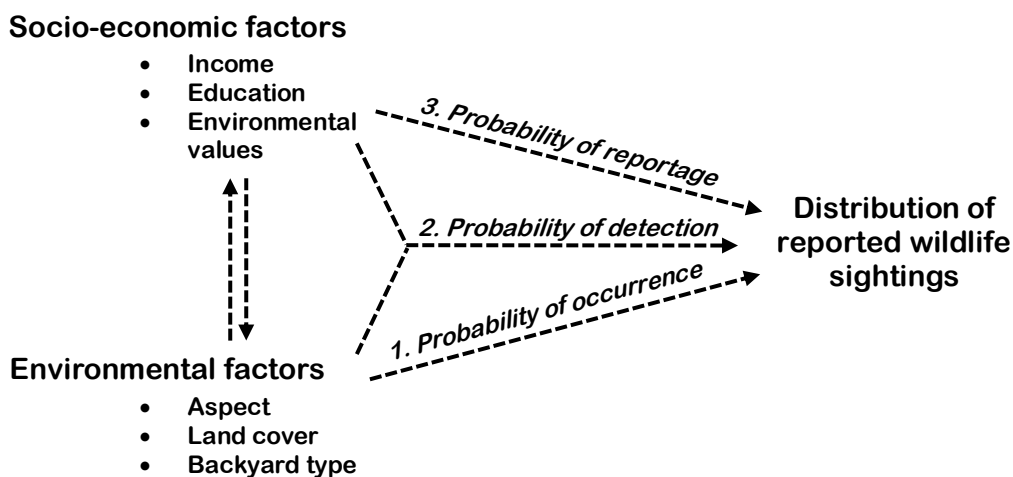 Socio-economic factors
• Income
• Education
• Environmental
values
3. Probability of reportage
2. Probability of detection
1. Probability of occurrence
Distribution of
reported wildlife
sightings
Environmental factors
• Aspect
• Land cover
• Backyard type